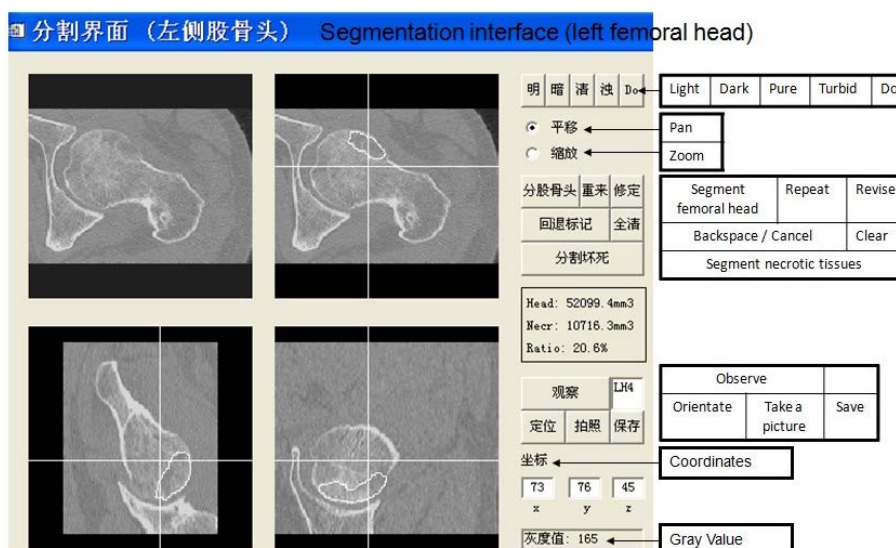 分割界面 (左侧股骨头) Segmentation interface (left femoral head)
明 暗 清 浊 Do Light Dark Pure Turbid Do
平移 Pan
缩放 Zoom
分股骨头 重来 修定 Segment femoral head Repeat Revise
回退标记 全清 Backspace / Cancel Clear
分割坏死 Segment necrotic tissues
Head: 52099.4mm3
Necr: 10716.3mm3
Ratio: 20.6%
观察 LH4 Observe
定位 拍照 保存 Orientate Take a picture Save
坐标 Coordinates
73 76 45
x y z
灰度值: 165 Gray Value